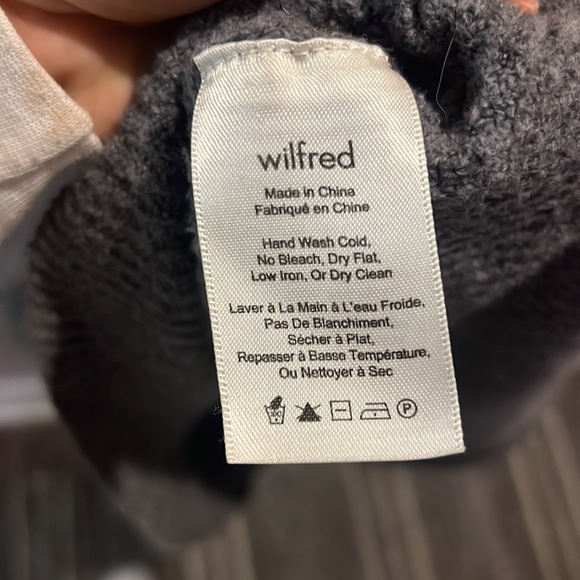 wilfred
Made in China
Fabriqué en Chine
Hand Wash Cold,
No Bleach, Dry Flat,
Low Iron, Or Dry Clean
Laver à La Main à L'eau Froide,
Pas De Blanchiment,
Sécher à Plat,
Repasser à Basse Température,
Ou Nettoyer à Sec
P